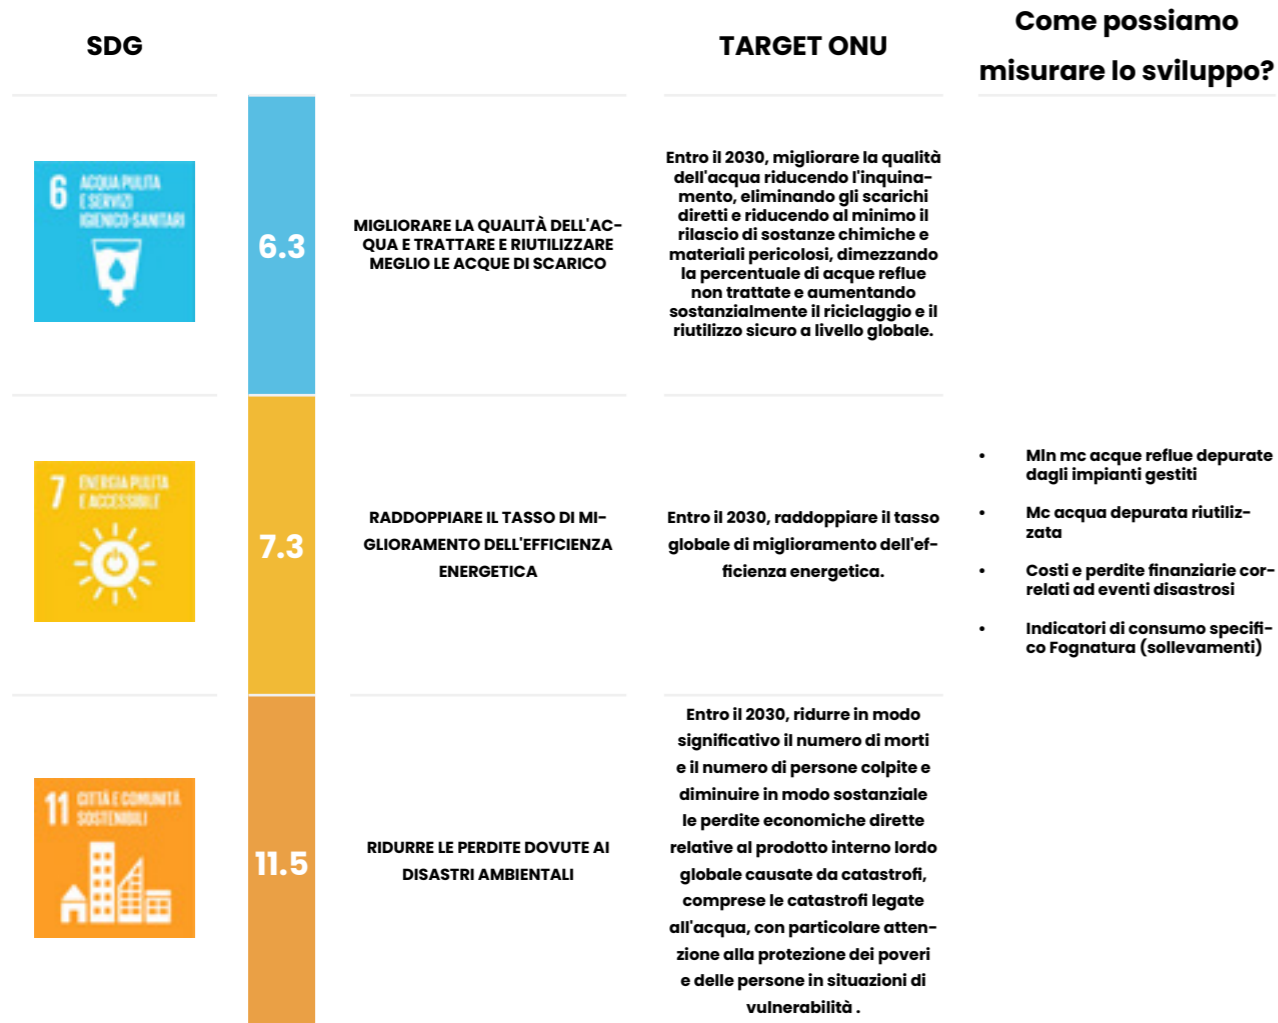 SDG
TARGET ONU
Come possiamo
misurare lo sviluppo?
6 ACQUA PULITA
E SERVIZI
IGIENICO-SANITARI
6.3
MIGLIORARE LA QUALITÀ DELL'AC-
QUA E TRATTARE E RIUTILIZZARE
MEGLIO LE ACQUE DI SCARICO
Entro il 2030, migliorare la qualità
dell'acqua riducendo l'inquina-
mento, eliminando gli scarichi
diretti e riducendo al minimo il
rilascio di sostanze chimiche e
materiali pericolosi, dimezzando
la percentuale di acque reflue
non trattate e aumentando
sostanzialmente il riciclaggio e il
riutilizzo sicuro a livello globale.
7 ENERGIA PULITA
E ACCESSIBILE
7.3
RADDOPPIARE IL TASSO DI MI-
GLIORAMENTO DELL'EFFICIENZA
ENERGETICA
Entro il 2030, raddoppiare il tasso
globale di miglioramento dell'ef-
ficienza energetica.
• Mln mc acque reflue depurate
dagli impianti gestiti
• Mc acqua depurata riutiliz-
zata
• Costi e perdite finanziarie cor-
relati ad eventi disastrosi
• Indicatori di consumo specifi-
co Fognatura (sollevamenti)
11 CITTÀ E COMUNITÀ
SOSTENIBILI
11.5
RIDURRE LE PERDITE DOVUTE AI
DISASTRI AMBIENTALI
Entro il 2030, ridurre in modo
significativo il numero di morti
e il numero di persone colpite e
diminuire in modo sostanziale
le perdite economiche dirette
relative al prodotto interno lordo
globale causate da catastrofi,
comprese le catastrofi legate
all'acqua, con particolare atten-
zione alla protezione dei poveri
e delle persone in situazioni di
vulnerabilità .